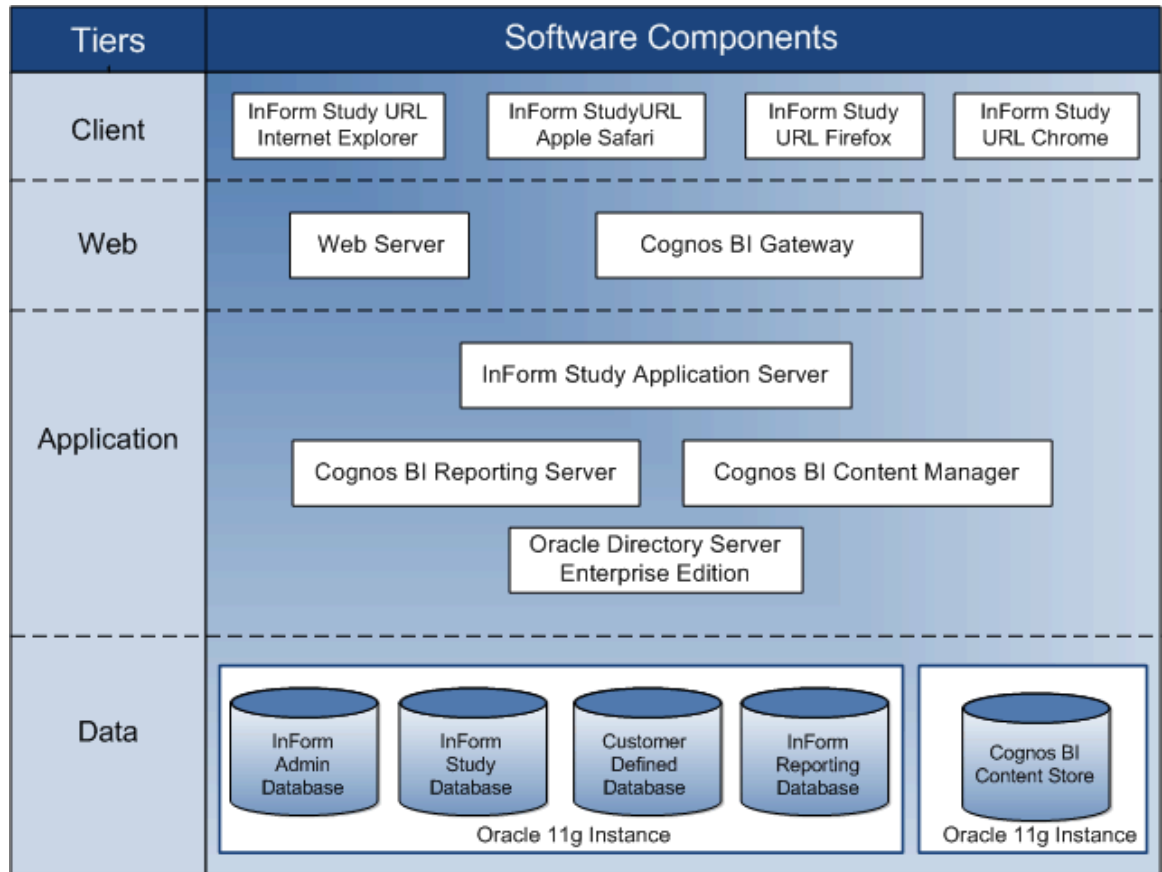 Tiers
Software Components
Client
InForm Study URL
Internet Explorer
InForm StudyURL
Apple Safari
InForm Study
URL Firefox
InForm Study
URL Chrome
Web
Web Server
Cognos BI Gateway
Application
InForm Study Application Server
Cognos BI Reporting Server
Cognos BI Content Manager
Oracle Directory Server
Enterprise Edition
Data
InForm
Admin
Database
InForm
Study
Database
Customer
Defined
Database
InForm
Reporting
Database
Oracle 11g Instance
Cognos BI
Content Store
Oracle 11g Instance